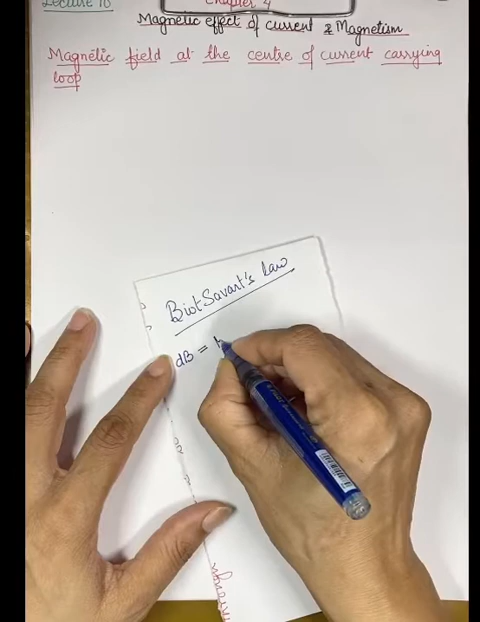 Lecture 10
Chapter 4
Magnetic effect of current & Magnetism
Magnetic field at the centre of current carrying
loop
Biot Savart's law
dB =